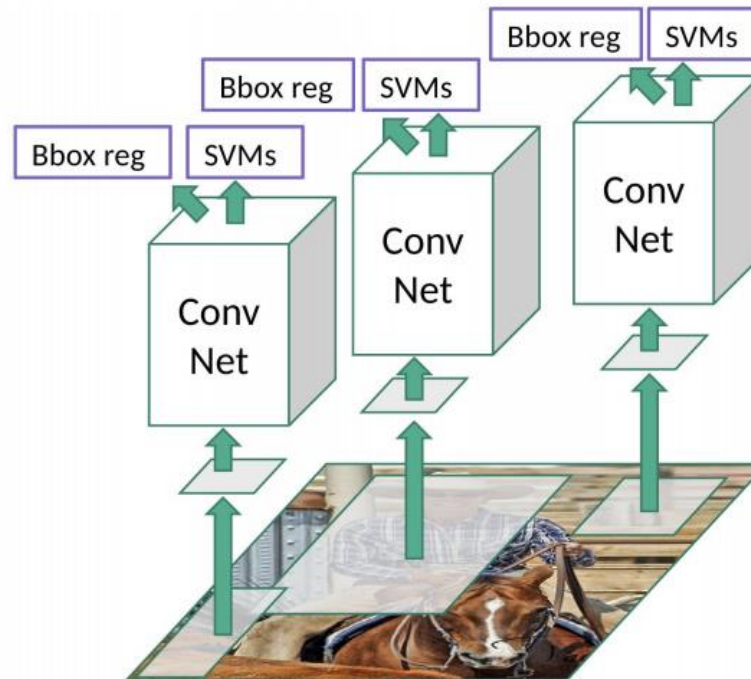 Bbox reg
SVMs
Bbox reg
SVMs
Bbox reg
SVMs
Conv
Net
Conv
Net
Conv
Net